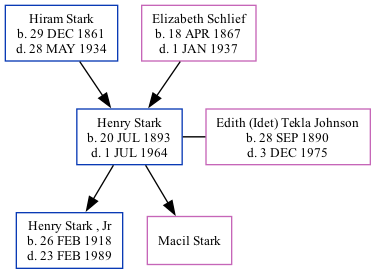 Hiram Stark
b. 29 DEC 1861
d. 28 MAY 1934
Elizabeth Schlief
b. 18 APR 1867
d. 1 JAN 1937
Henry Stark
b. 20 JUL 1893
d. 1 JUL 1964
Edith (Idet) Tekla Johnson
b. 28 SEP 1890
d. 3 DEC 1975
Henry Stark , Jr
b. 26 FEB 1918
d. 23 FEB 1989
Macil Stark